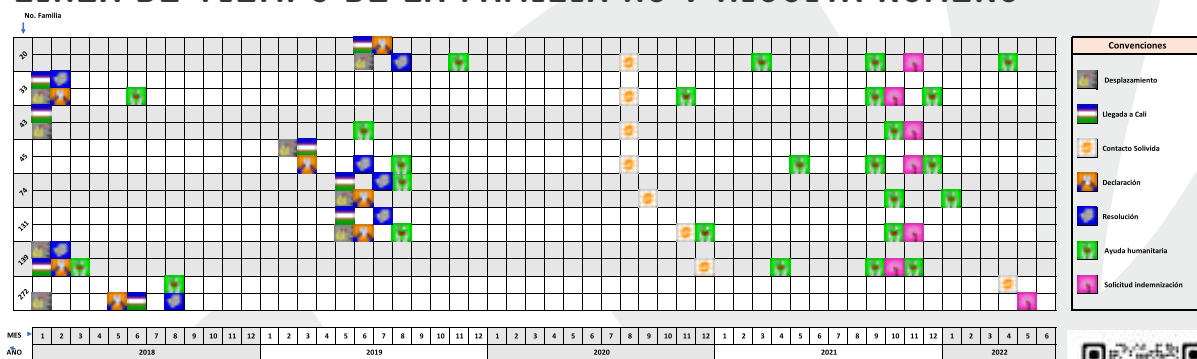 No. Familia
20
33
43
45
74
131
139
272
Convenciones
Desplazamiento
Llegada a Cali
Contacto Solivida
Declaración
Resolución
Ayuda humanitaria
Solicitud indemnización
MES 1 2 3 4 5 6 7 8 9 10 11 12 1 2 3 4 5 6 7 8 9 10 11 12 1 2 3 4 5 6 7 8 9 10 11 12 1 2 3 4 5 6 7 8 9 10 11 12 1 2 3 4 5 6
AÑO 2018 2019 2020 2021 2022